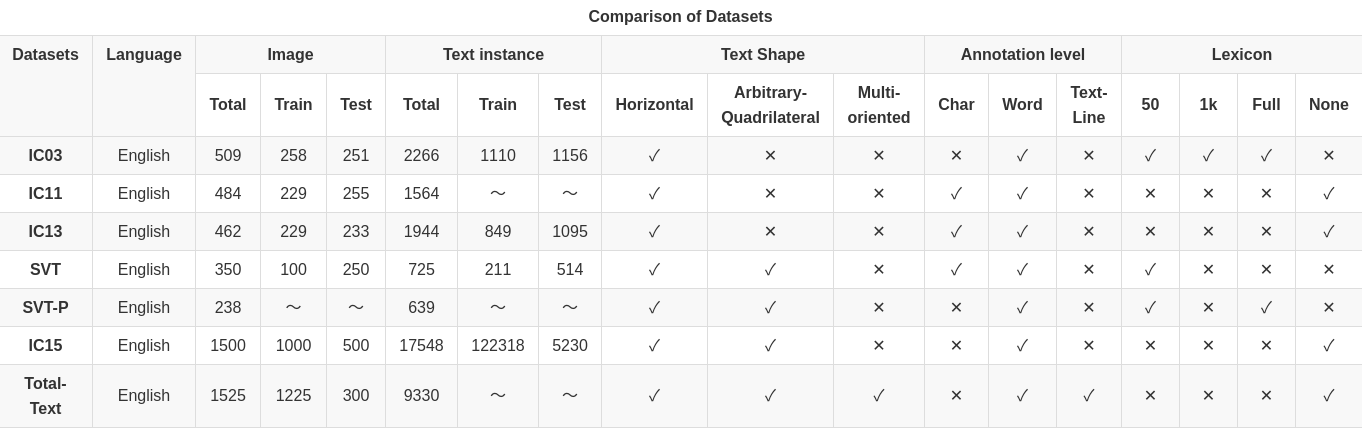 Comparison of Datasets
Datasets Language Image Text instance Text Shape Annotation level Lexicon
Total Train Test Total Train Test Horizontal Arbitrary-Quadrilateral Multi-oriented Char Word Text-Line 50 1k Full None
IC03 English 509 258 251 2266 1110 1156 ✓ ✕ ✕ ✕ ✓ ✕ ✓ ✓ ✓ ✕
IC11 English 484 229 255 1564 ～ ～ ✓ ✕ ✕ ✓ ✓ ✕ ✕ ✕ ✕ ✓
IC13 English 462 229 233 1944 849 1095 ✓ ✕ ✕ ✓ ✓ ✕ ✕ ✕ ✕ ✓
SVT English 350 100 250 725 211 514 ✓ ✓ ✕ ✓ ✓ ✕ ✓ ✕ ✕ ✕
SVT-P English 238 ～ ～ 639 ～ ～ ✓ ✓ ✕ ✕ ✓ ✕ ✓ ✕ ✓ ✕
IC15 English 1500 1000 500 17548 122318 5230 ✓ ✓ ✕ ✕ ✓ ✕ ✕ ✕ ✕ ✓
Total-Text English 1525 1225 300 9330 ～ ～ ✓ ✓ ✓ ✕ ✓ ✓ ✕ ✕ ✕ ✓